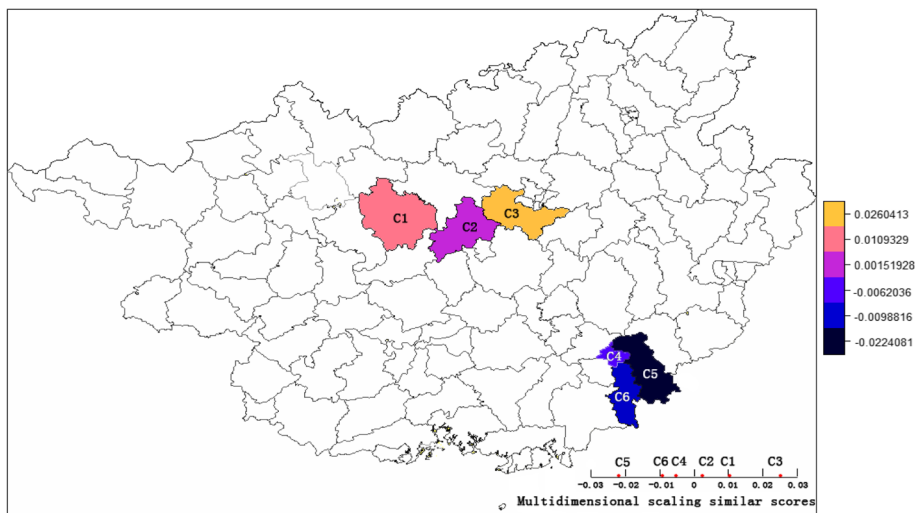 C1
C2
C3
C4
C5
C6
0.0260413
0.0109329
0.00151928
-0.0062036
-0.0098816
-0.0224081
C5 C6 C4 C2 C1 C3
-0.03 -0.02 -0.01 0 0.01 0.02 0.03
Multidimensional scaling similar scores